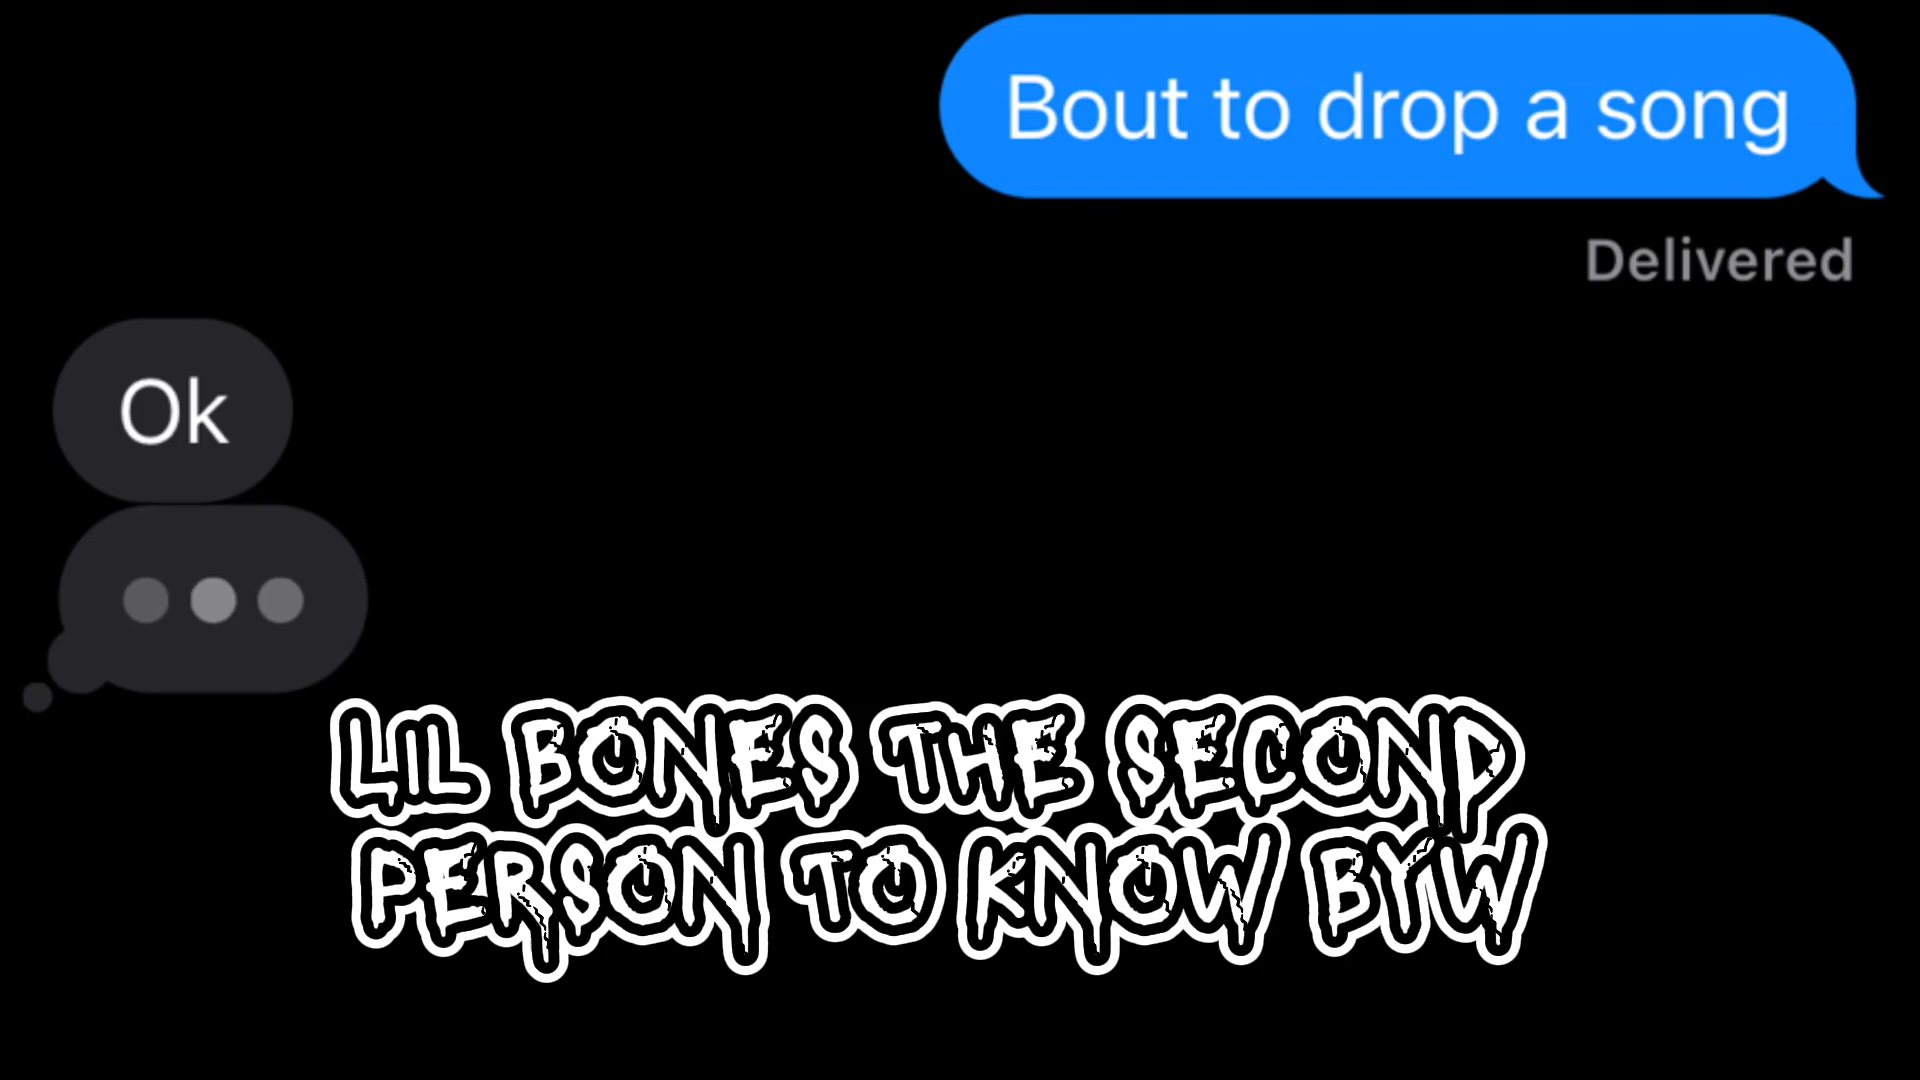 Bout to drop a song
Delivered
Ok
LIL BONES THE SECOND
PERSON TO KNOW BYW